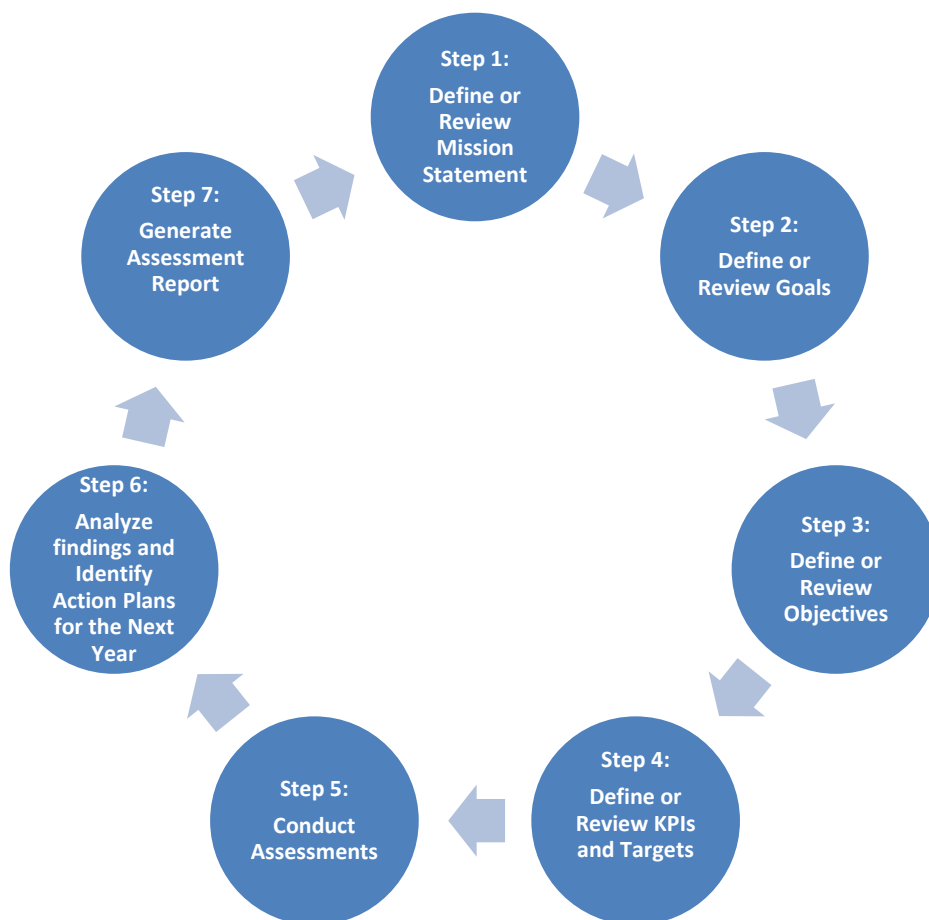 Step 1:
Define or
Review
Mission
Statement
Step 2:
Define or
Review Goals
Step 3:
Define or
Review
Objectives
Step 4:
Define or
Review KPIs
and Targets
Step 5:
Conduct
Assessments
Step 6:
Analyze
findings and
Identify
Action Plans
for the Next
Year
Step 7:
Generate
Assessment
Report